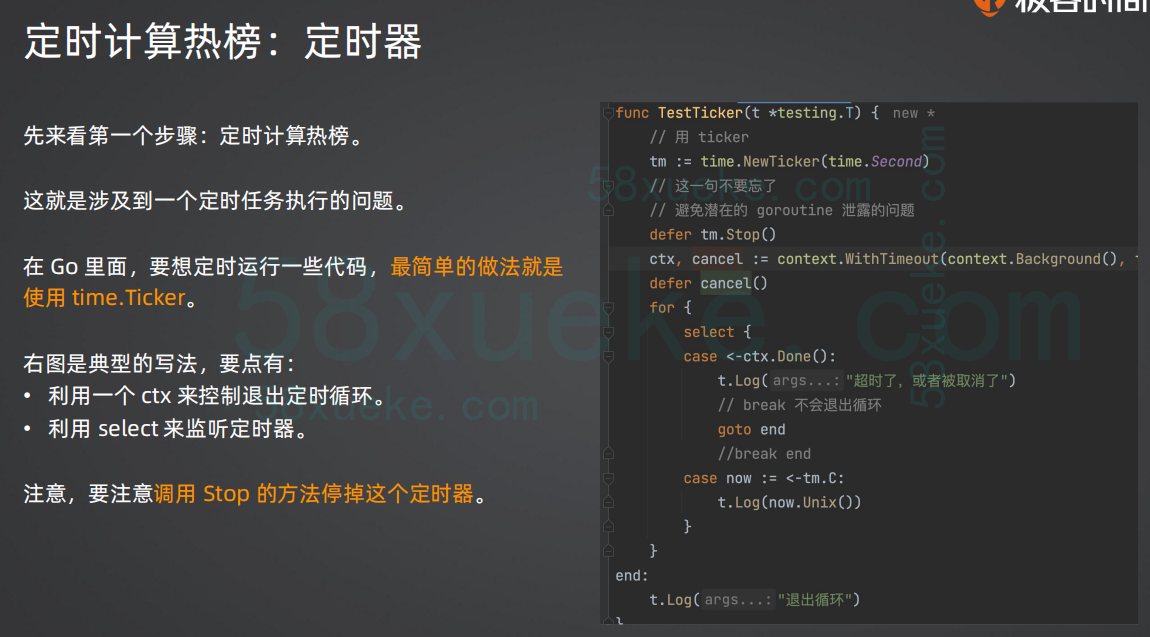 定时计算热榜：定时器
极客时间
先来看第一个步骤：定时计算热榜。
这就是涉及到一个定时任务执行的问题。
在 Go 里面，要想定时运行一些代码，最简单的做法就是
使用 time.Ticker。
右图是典型的写法，要点有：
• 利用一个 ctx 来控制退出定时循环。
• 利用 select 来监听定时器。
注意，要注意调用 Stop 的方法停掉这个定时器。
func TestTicker(t *testing.T) { new *
// 用 ticker
tm := time.NewTicker(time.Second)
// 这一句不要忘了
// 避免潜在的 goroutine 泄露的问题
defer tm.Stop()
ctx, cancel := context.WithTimeout(context.Background(),
defer cancel()
for {
select {
case <-ctx.Done():
t.Log( args...: "超时了，或者被取消了")
// break 不会退出循环
goto end
//break end
case now := <-tm.C:
t.Log(now.Unix())
}
}
end:
t.Log( args...: "退出循环")
}
58xueke.com
58xueke.com
58xueke.com
58xueke.com